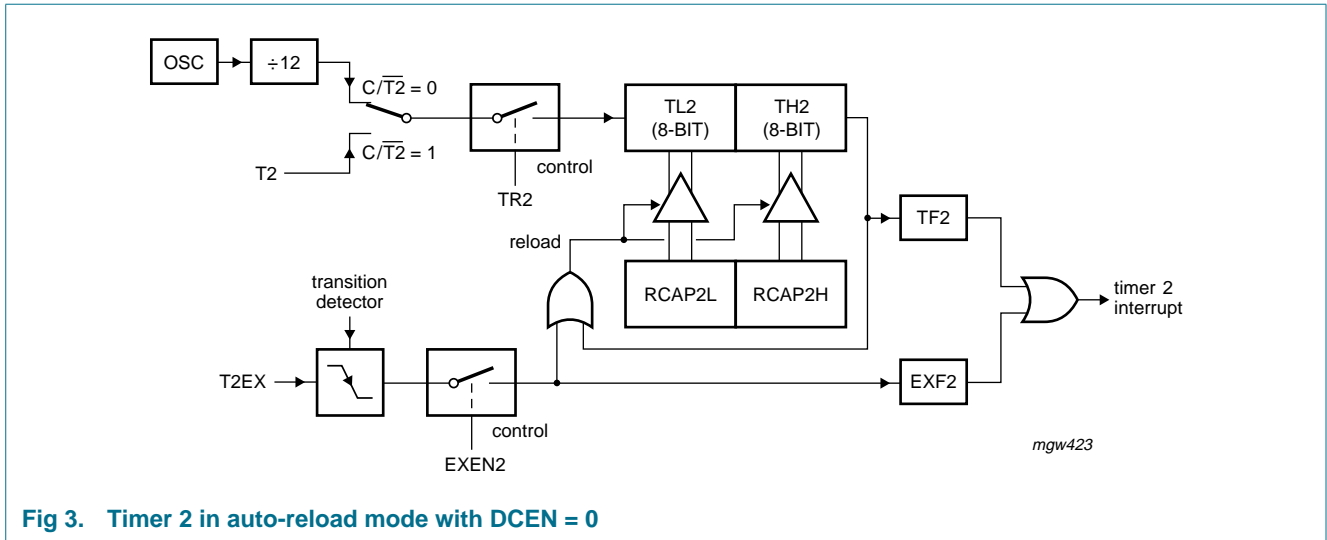 OSC
÷12
C/T2 = 0
C/T2 = 1
T2
control
TR2
TL2
(8-BIT)
TH2
(8-BIT)
reload
TF2
RCAP2L
RCAP2H
timer 2
interrupt
transition
detector
T2EX
control
EXEN2
EXF2
mgw423
Fig 3. Timer 2 in auto-reload mode with DCEN = 0